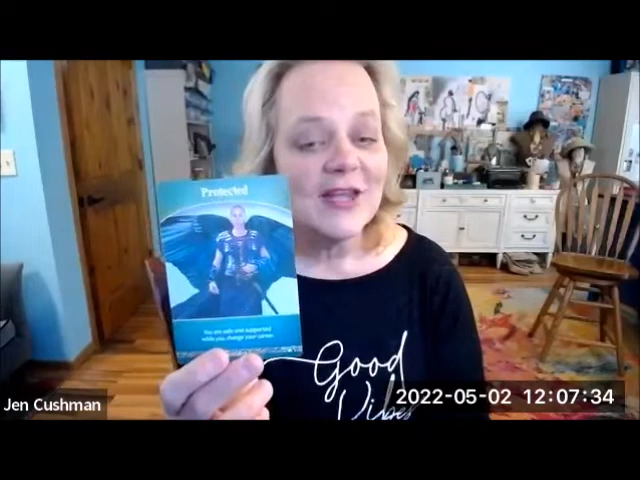 Protected
You are safe and supported
while you change your career.
Good
Vibes
Jen Cushman
2022-05-02 12:07:34